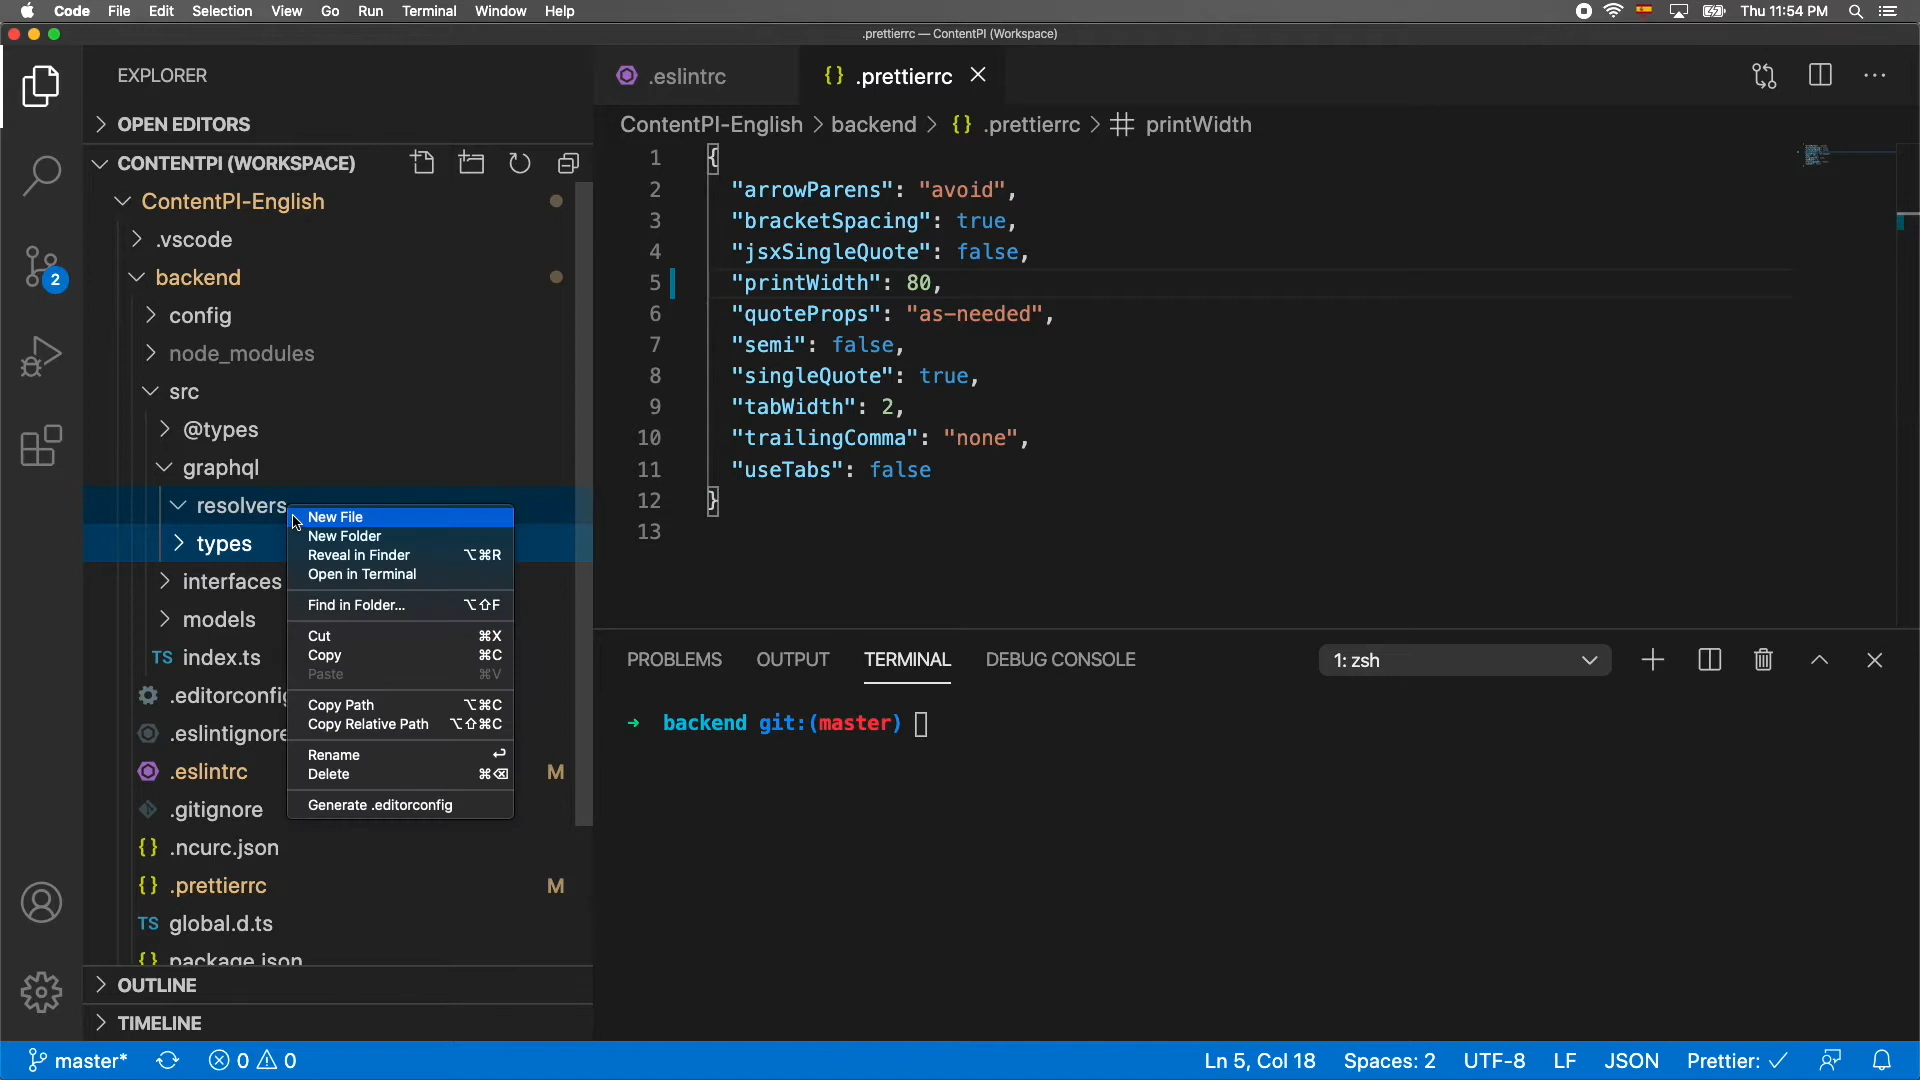 Code File Edit Selection View Go Run Terminal Window Help
Thu 11:54 PM
.prettierrc — ContentPI (Workspace)
EXPLORER
OPEN EDITORS
CONTENTPI (WORKSPACE)
ContentPI-English
.vscode
backend
config
node_modules
src
@types
graphql
resolvers
types
interfaces
models
TS index.ts
.editorconfig
.eslintignore
.eslintrc M
.gitignore
{} .ncurc.json
{} .prettierrc M
TS global.d.ts
{} package.json
OUTLINE
TIMELINE
2
New File
New Folder
Reveal in Finder ⌥⌘R
Open in Terminal
Find in Folder... ⌥⇧F
Cut ⌘X
Copy ⌘C
Paste ⌘V
Copy Path ⌥⌘C
Copy Relative Path ⌥⇧⌘C
Rename ↩
Delete ⌘⌫
Generate .editorconfig
.eslintrc
{} .prettierrc ×
ContentPI-English > backend > {} .prettierrc > # printWidth
1 {
2 "arrowParens": "avoid",
3 "bracketSpacing": true,
4 "jsxSingleQuote": false,
5 "printWidth": 80,
6 "quoteProps": "as-needed",
7 "semi": false,
8 "singleQuote": true,
9 "tabWidth": 2,
10 "trailingComma": "none",
11 "useTabs": false
12 }
13
PROBLEMS OUTPUT TERMINAL DEBUG CONSOLE
1: zsh
→ backend git:(master)
master* 0 0
Ln 5, Col 18 Spaces: 2 UTF-8 LF JSON Prettier: ✓